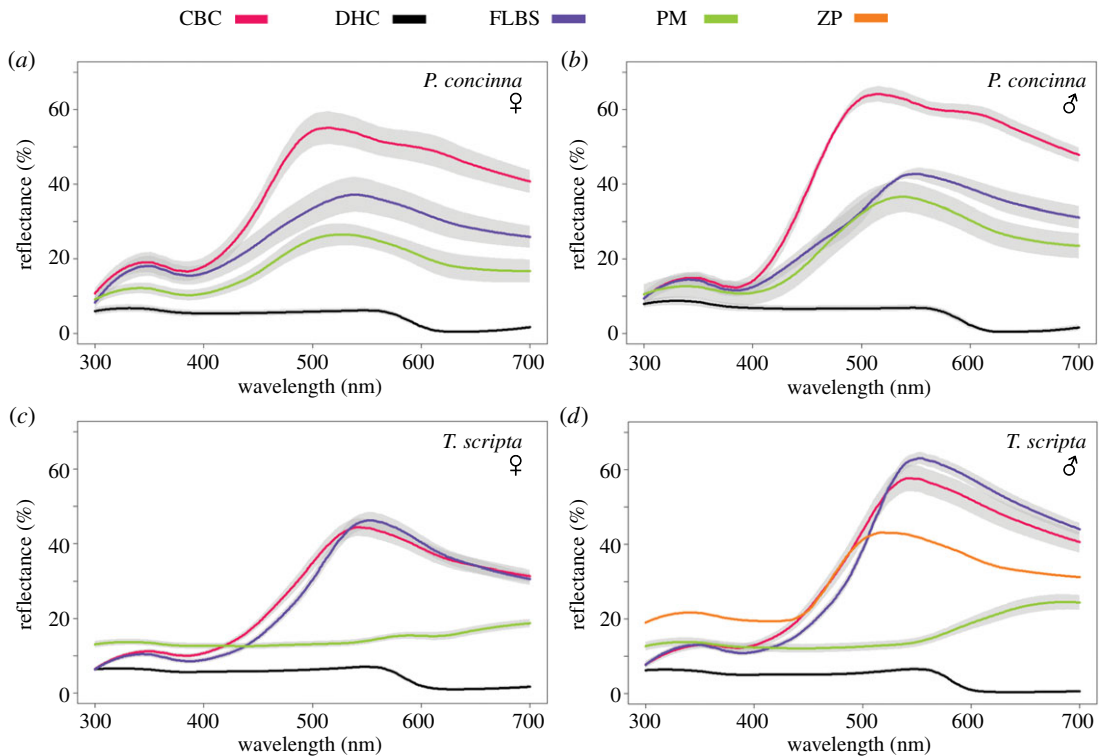 CBC DHC FLBS PM ZP
(a)
P. concinna
♀
60
40
20
0
reflectance (%)
300 400 500 600 700
wavelength (nm)
(b)
P. concinna
♂
60
40
20
0
reflectance (%)
300 400 500 600 700
wavelength (nm)
(c)
T. scripta
♀
60
40
20
0
reflectance (%)
300 400 500 600 700
wavelength (nm)
(d)
T. scripta
♂
60
40
20
0
reflectance (%)
300 400 500 600 700
wavelength (nm)